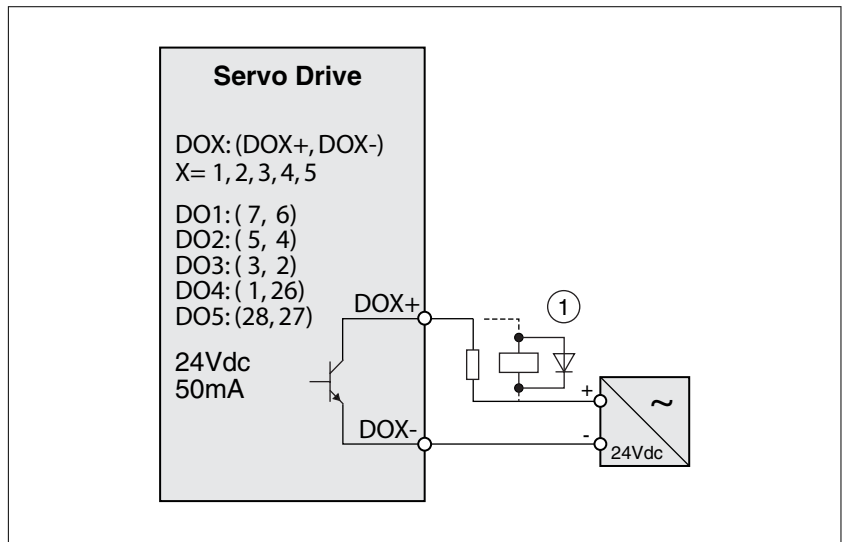 Servo Drive
DOX: (DOX+, DOX-)
X= 1, 2, 3, 4, 5
DO1: ( 7, 6)
DO2: ( 5, 4)
DO3: ( 3, 2)
DO4: ( 1, 26)
DO5: (28, 27)
24Vdc
50mA
DOX+
DOX-
1
+
~
-
24Vdc